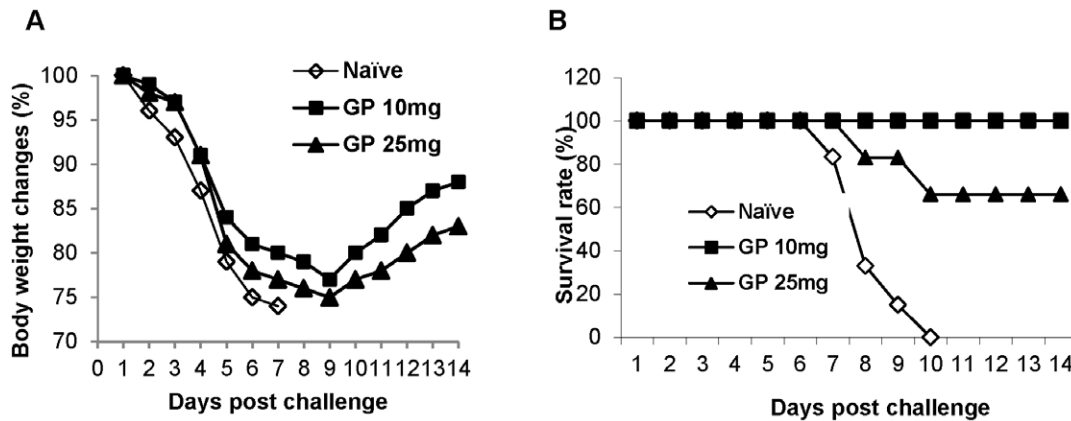 A
Body weight changes (%)
100
95
90
85
80
75
70
0 1 2 3 4 5 6 7 8 9 10 11 12 13 14
Days post challenge
Naïve
GP 10mg
GP 25mg
B
Survival rate (%)
120
100
80
60
40
20
0
1 2 3 4 5 6 7 8 9 10 11 12 13 14
Days post challenge
Naïve
GP 10mg
GP 25mg